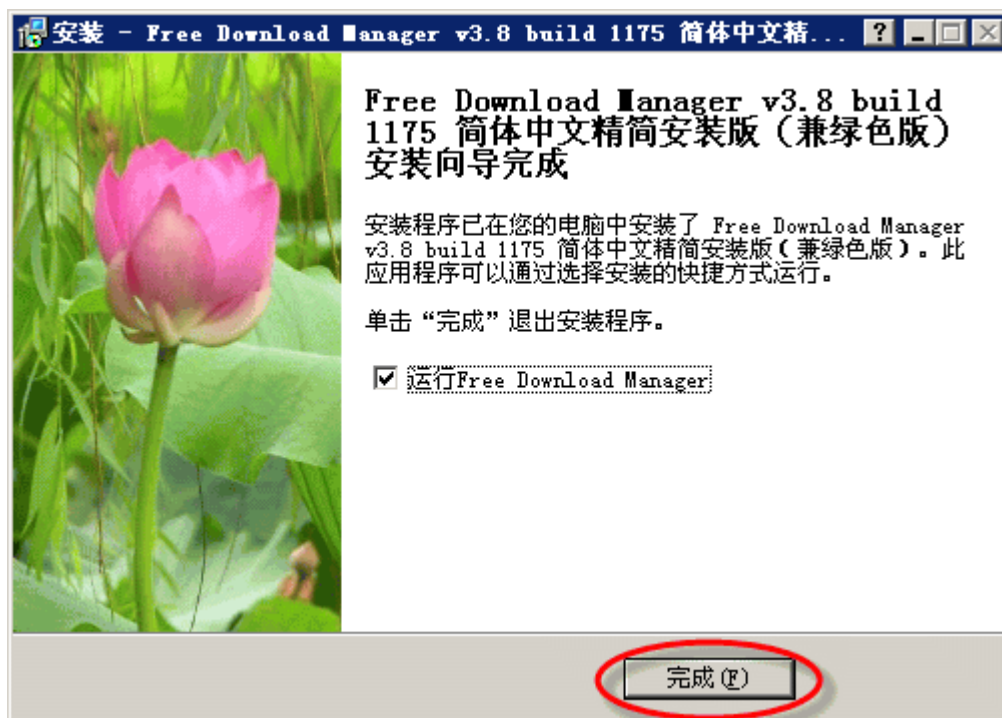 安装 - Free Download Manager v3.8 build 1175 简体中文精...
Free Download Manager v3.8 build
1175 简体中文精简安装版（兼绿色版）
安装向导完成
安装程序已在您的电脑中安装了 Free Download Manager
v3.8 build 1175 简体中文精简安装版（兼绿色版）。此
应用程序可以通过选择安装的快捷方式运行。
单击“完成”退出安装程序。
运行Free Download Manager
完成(F)